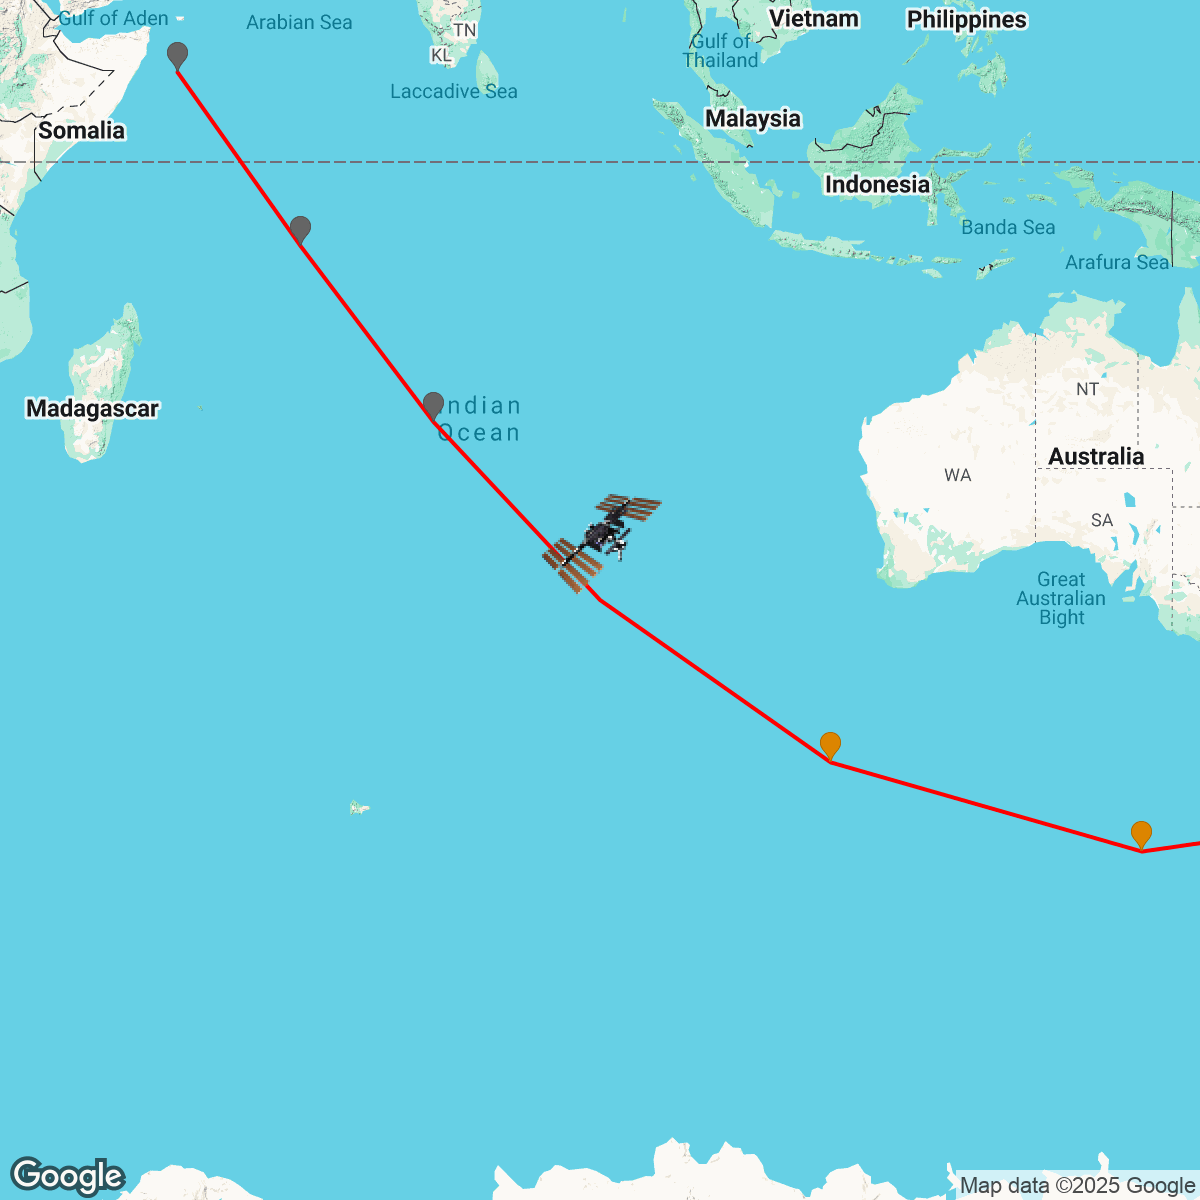 Gulf of Aden
Arabian Sea
TN
KL
Vietnam
Philippines
Gulf of
Thailand
Laccadive Sea
Malaysia
Somalia
Indonesia
Banda Sea
Arafura Sea
Madagascar
Indian
Ocean
NT
Australia
WA
SA
Great
Australian
Bight
Google
Map data ©2025 Google